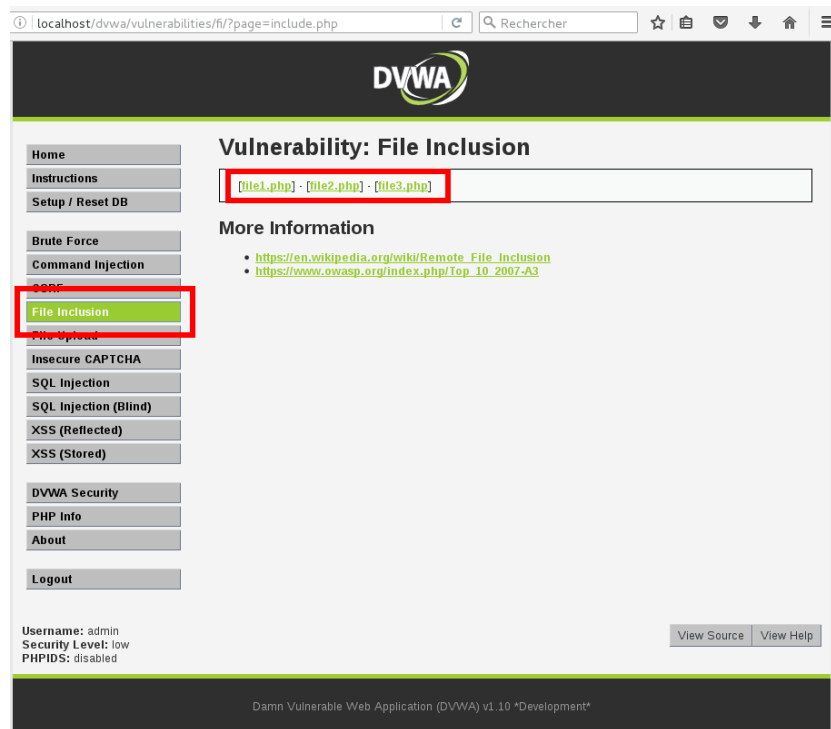 localhost/dvwa/vulnerabilities/fi/?page=include.php
Rechercher
DVWA
Home
Instructions
Setup / Reset DB
Brute Force
Command Injection
CSRF
File Inclusion
File Upload
Insecure CAPTCHA
SQL Injection
SQL Injection (Blind)
XSS (Reflected)
XSS (Stored)
DVWA Security
PHP Info
About
Logout
Vulnerability: File Inclusion
[file1.php] - [file2.php] - [file3.php]
More Information
https://en.wikipedia.org/wiki/Remote_File_Inclusion
https://www.owasp.org/index.php/Top_10_2007-A3
Username: admin
Security Level: low
PHPIDS: disabled
View Source View Help
Damn Vulnerable Web Application (DVWA) v1.10 *Development*